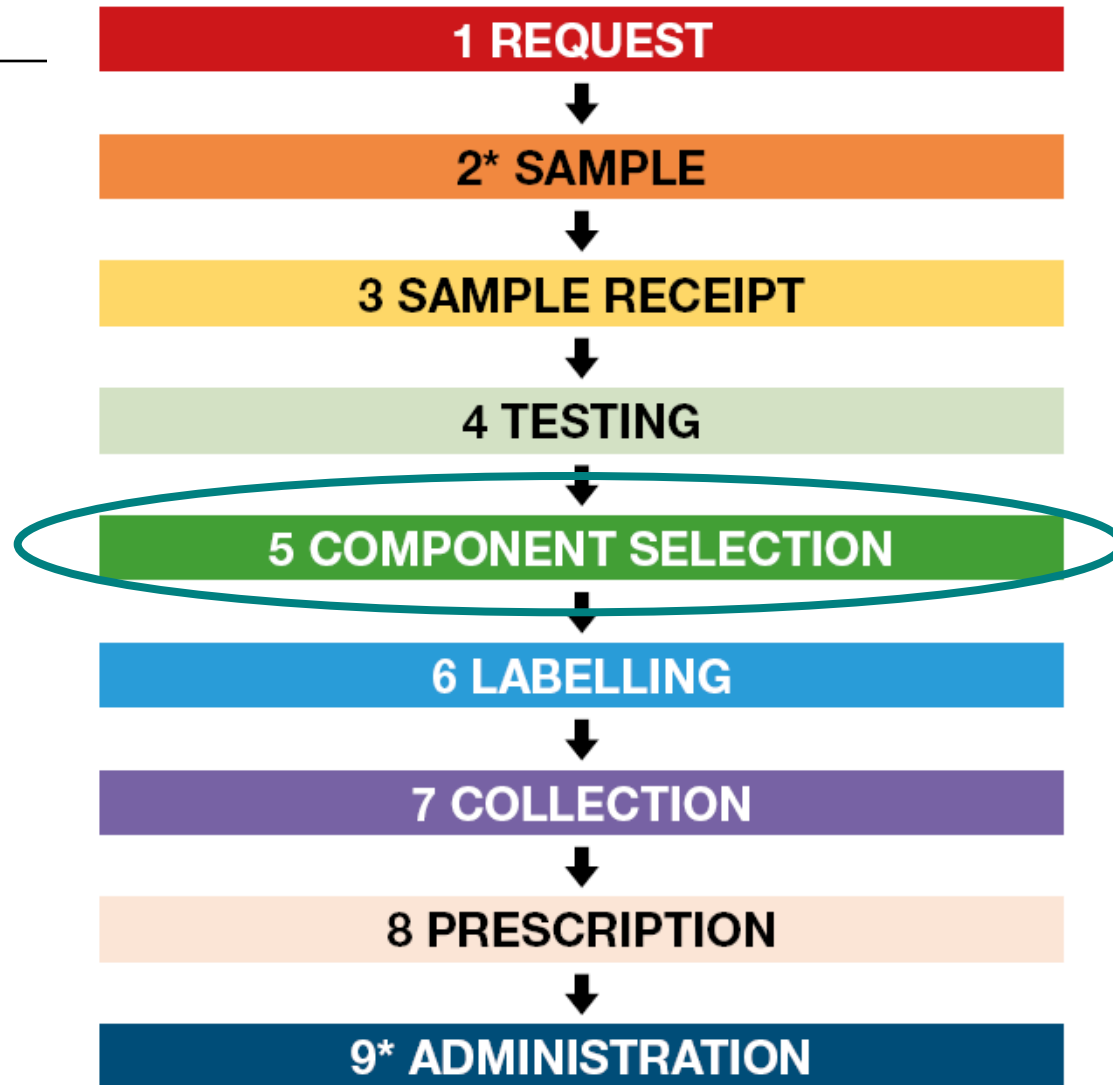 1 REQUEST
2* SAMPLE
3 SAMPLE RECEIPT
4 TESTING
5 COMPONENT SELECTION
6 LABELLING
7 COLLECTION
8 PRESCRIPTION
9* ADMINISTRATION